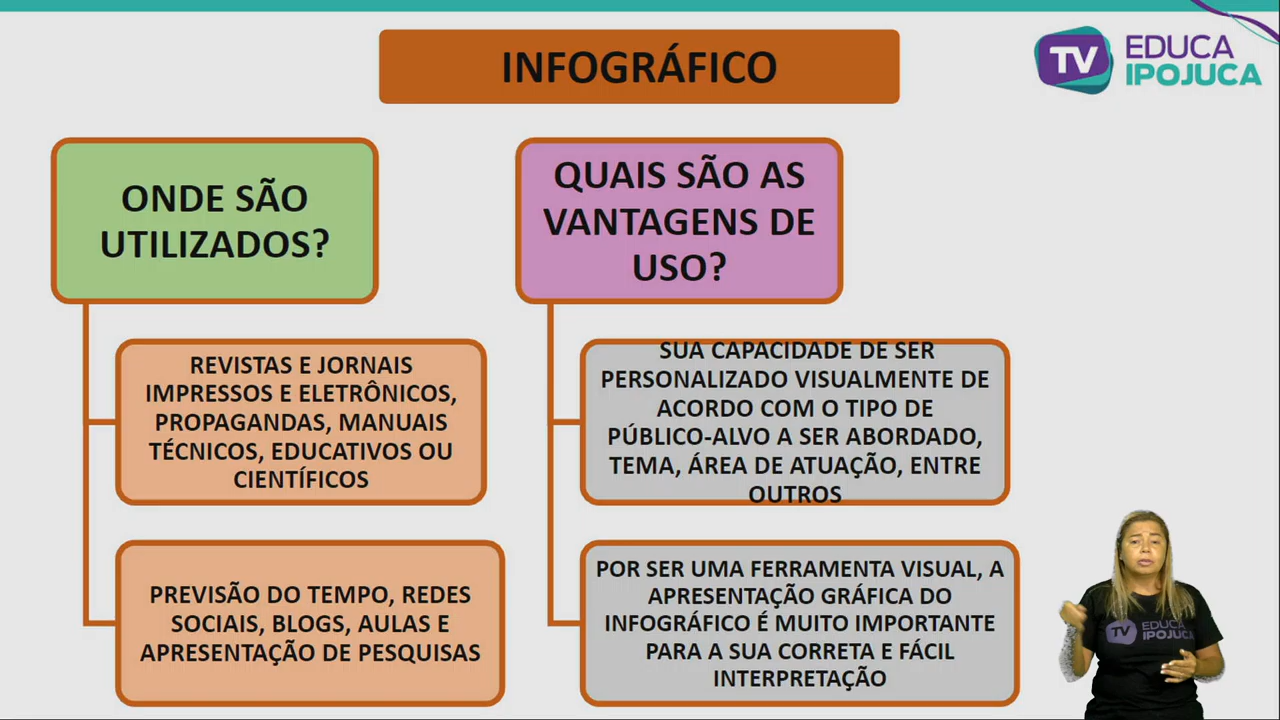 INFOGRÁFICO
TV EDUCA
IPOJUCA
ONDE SÃO
UTILIZADOS?
REVISTAS E JORNAIS
IMPRESSOS E ELETRÔNICOS,
PROPAGANDAS, MANUAIS
TÉCNICOS, EDUCATIVOS OU
CIENTÍFICOS
PREVISÃO DO TEMPO, REDES
SOCIAIS, BLOGS, AULAS E
APRESENTAÇÃO DE PESQUISAS
QUAIS SÃO AS
VANTAGENS DE
USO?
SUA CAPACIDADE DE SER
PERSONALIZADO VISUALMENTE DE
ACORDO COM O TIPO DE
PÚBLICO-ALVO A SER ABORDADO,
TEMA, ÁREA DE ATUAÇÃO, ENTRE
OUTROS
POR SER UMA FERRAMENTA VISUAL, A
APRESENTAÇÃO GRÁFICA DO
INFOGRÁFICO É MUITO IMPORTANTE
PARA A SUA CORRETA E FÁCIL
INTERPRETAÇÃO
TV EDUCA
IPOJUCA